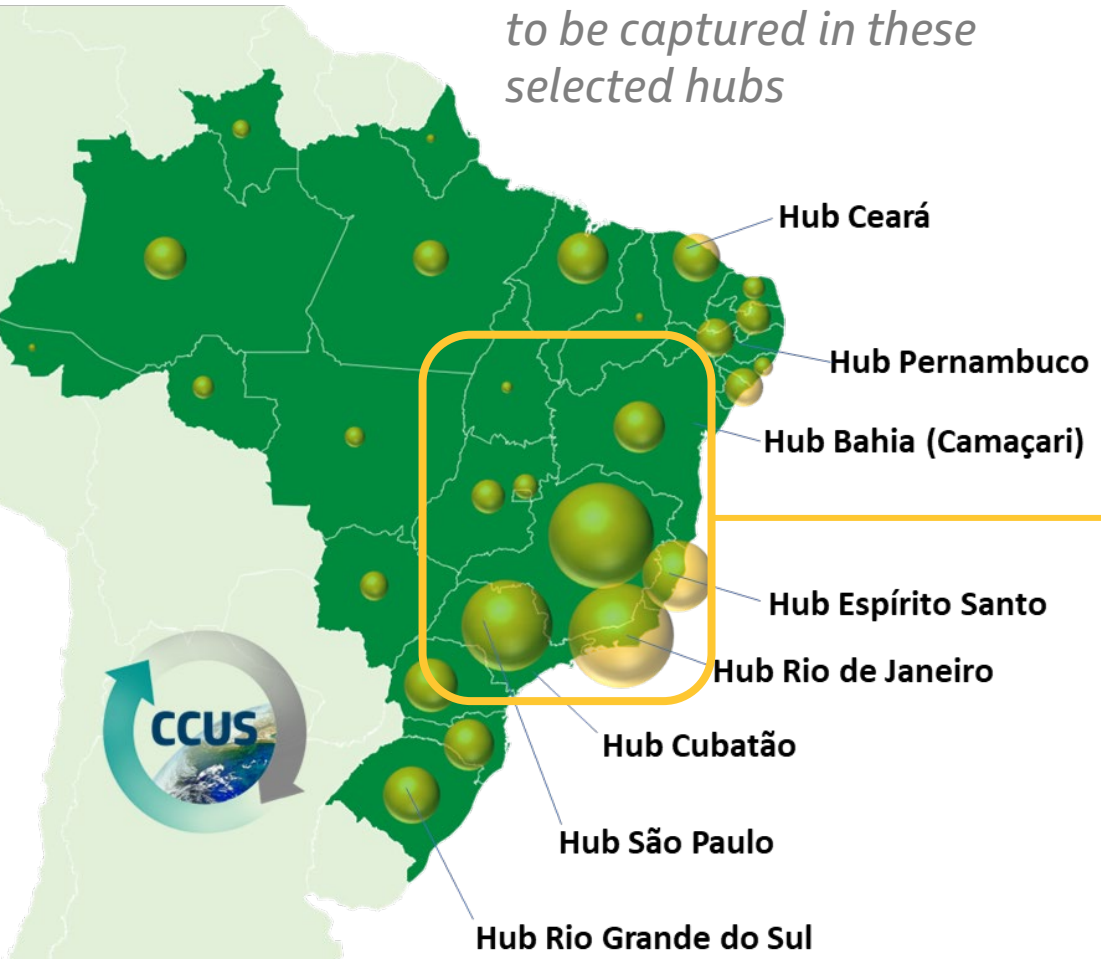 to be captured in these
selected hubs
Hub Ceará
Hub Pernambuco
Hub Bahia (Camaçari)
Hub Espírito Santo
Hub Rio de Janeiro
CCUS
Hub Cubatão
Hub São Paulo
Hub Rio Grande do Sul